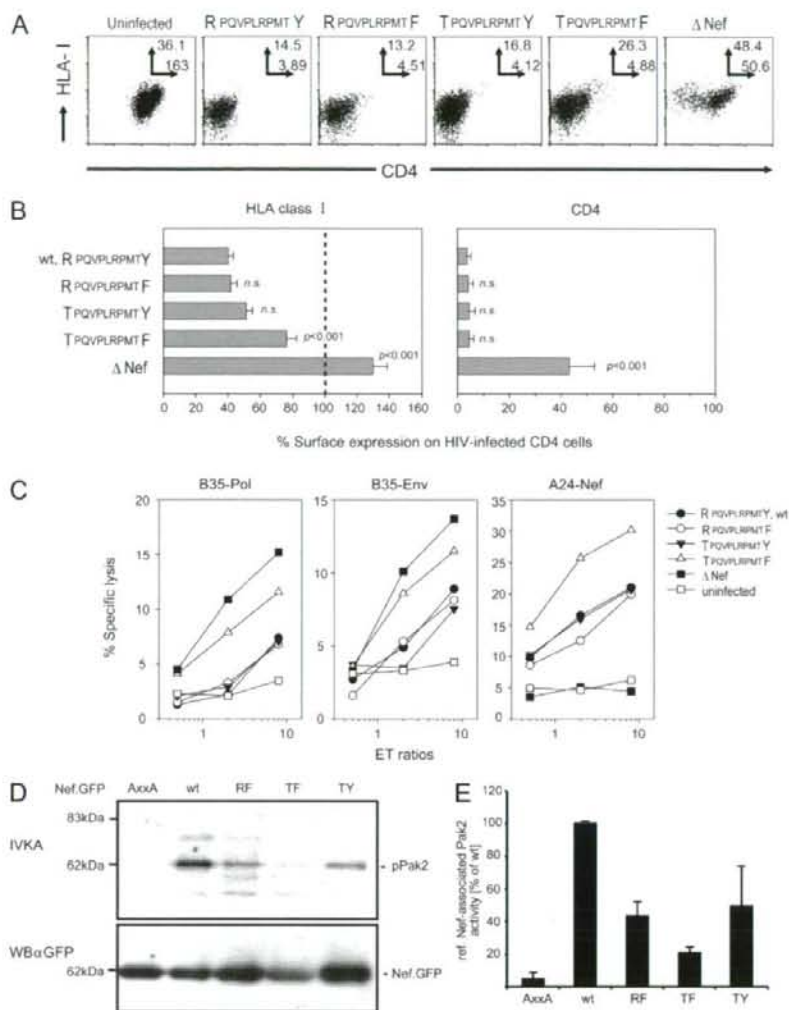 A
Uninfected
R PQVPLRPMT Y
R PQVPLRPMT F
T PQVPLRPMT Y
T PQVPLRPMT F
Δ Nef
36.1
163
14.5
3.89
13.2
4.51
16.8
4.12
26.3
4.88
48.4
50.6
HLA-I
CD4
B
HLA class I
CD4
wt, R PQVPLRPMT Y
R PQVPLRPMT F
T PQVPLRPMT Y
T PQVPLRPMT F
Δ Nef
n.s.
n.s.
p<0.001
p<0.001
n.s.
n.s.
n.s.
p<0.001
0 20 40 60 80 100 120 140 160
0 20 40 60 80 100
% Surface expression on HIV-infected CD4 cells
C
B35-Pol
B35-Env
A24-Nef
% Specific lysis
20
15
10
5
0
15
10
5
0
35
30
25
20
15
10
5
0
1 10
1 10
1 10
ET ratios
R PQVPLRPMT Y, wt
R PQVPLRPMT F
T PQVPLRPMT Y
T PQVPLRPMT F
Δ Nef
uninfected
D
Nef.GFP AxxA wt RF TF TY
83kDa
IVKA
62kDa
pPak2
WBαGFP
62kDa
Nef.GFP
E
ref. Nef-associated Pak2
activity [% of wt]
120
100
80
60
40
20
AxxA wt RF TF TY